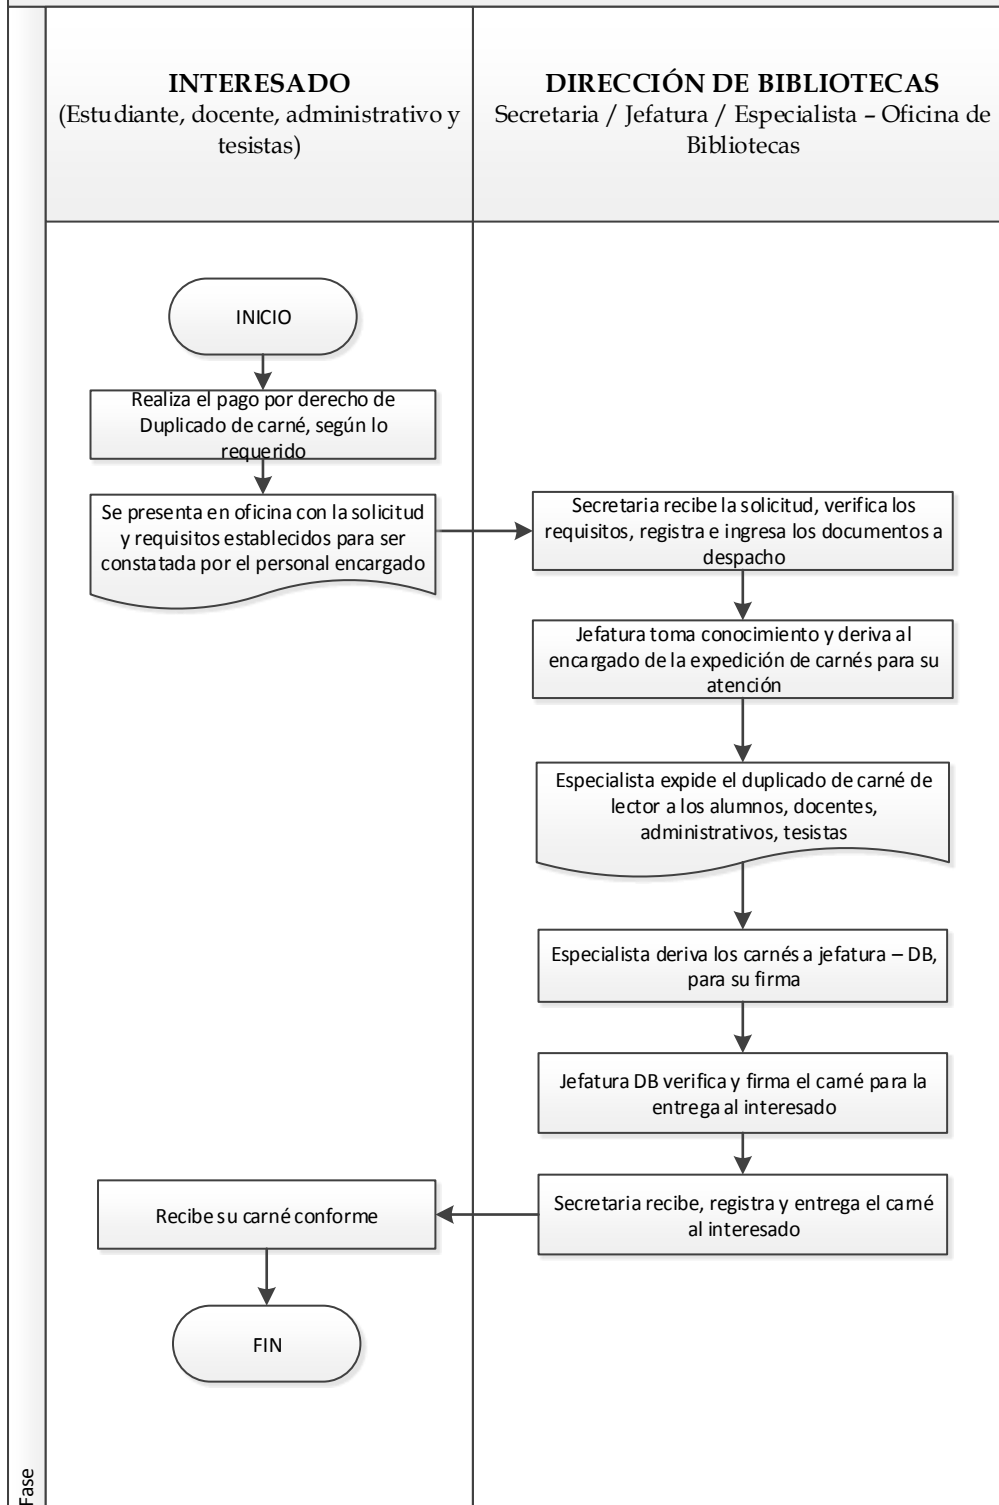 INTERESADO
(Estudiante, docente, administrativo y
tesistas)
DIRECCIÓN DE BIBLIOTECAS
Secretaria / Jefatura / Especialista – Oficina de
Bibliotecas
INICIO
Realiza el pago por derecho de
Duplicado de carné, según lo
requerido
Se presenta en oficina con la solicitud
y requisitos establecidos para ser
constatada por el personal encargado
Secretaria recibe la solicitud, verifica los
requisitos, registra e ingresa los documentos a
despacho
Jefatura toma conocimiento y deriva al
encargado de la expedición de carnés para su
atención
Especialista expide el duplicado de carné de
lector a los alumnos, docentes,
administrativos, tesistas
Especialista deriva los carnés a jefatura – DB,
para su firma
Jefatura DB verifica y firma el carné para la
entrega al interesado
Secretaria recibe, registra y entrega el carné
al interesado
Recibe su carné conforme
FIN
Fase